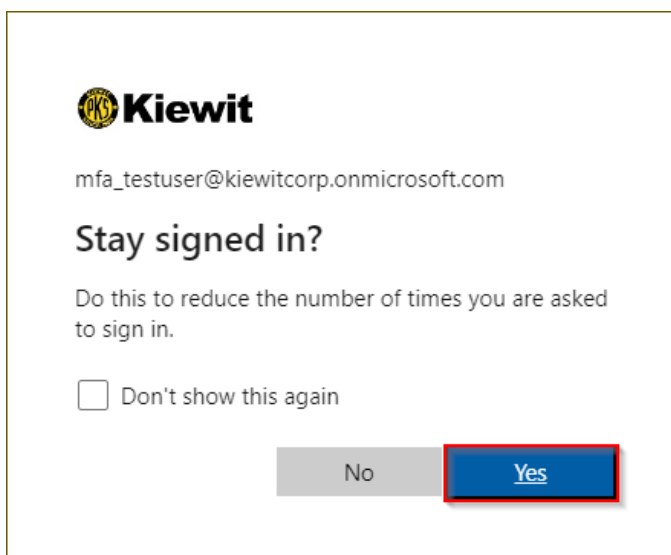 PKS Kiewit
mfa_testuser@kiewitcorp.onmicrosoft.com
Stay signed in?
Do this to reduce the number of times you are asked
to sign in.
Don't show this again
No Yes